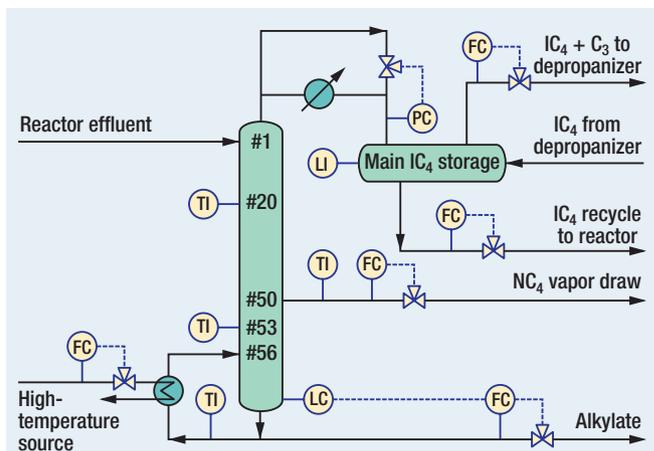 FC
IC4 + C3 to
depropanizer
Reactor effluent
PC
IC4 from
depropanizer
#1
LI
Main IC4 storage
TI
#20
FC
IC4 recycle
to reactor
TI
FC
NC4 vapor draw
#50
TI
#53
FC
#56
High-
temperature
source
TI
LC
FC
Alkylate